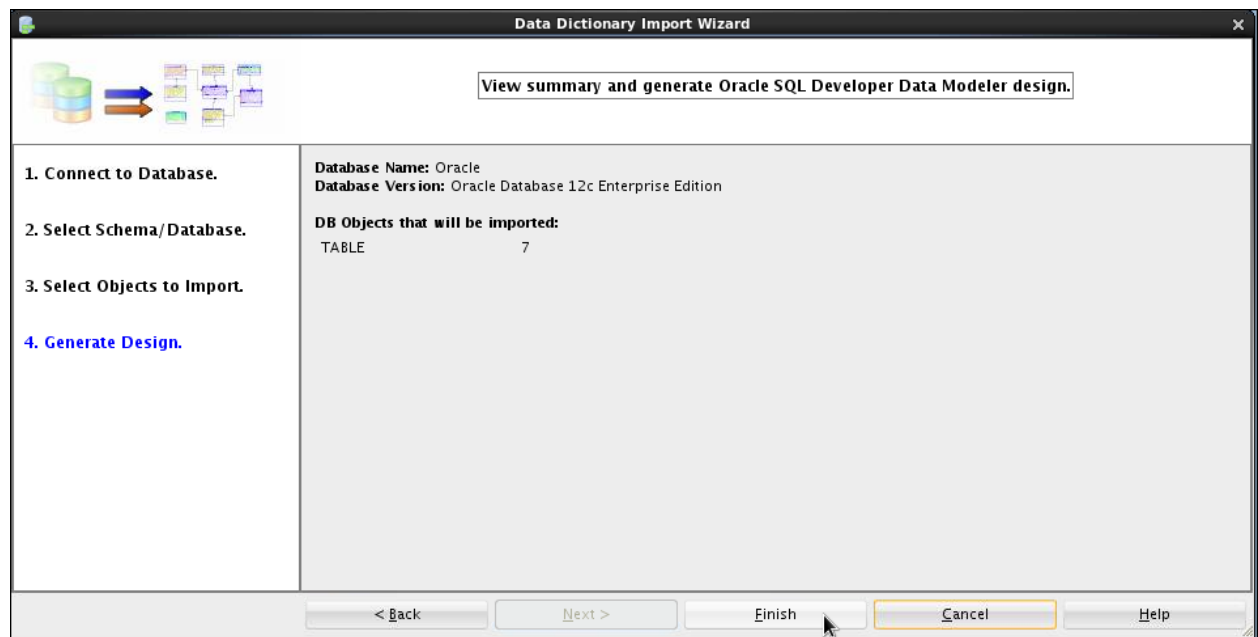 Data Dictionary Import Wizard
View summary and generate Oracle SQL Developer Data Modeler design.
1. Connect to Database.
2. Select Schema/Database.
3. Select Objects to Import.
4. Generate Design.
Database Name: Oracle
Database Version: Oracle Database 12c Enterprise Edition
DB Objects that will be imported:
TABLE 7
< Back Next > Finish Cancel Help